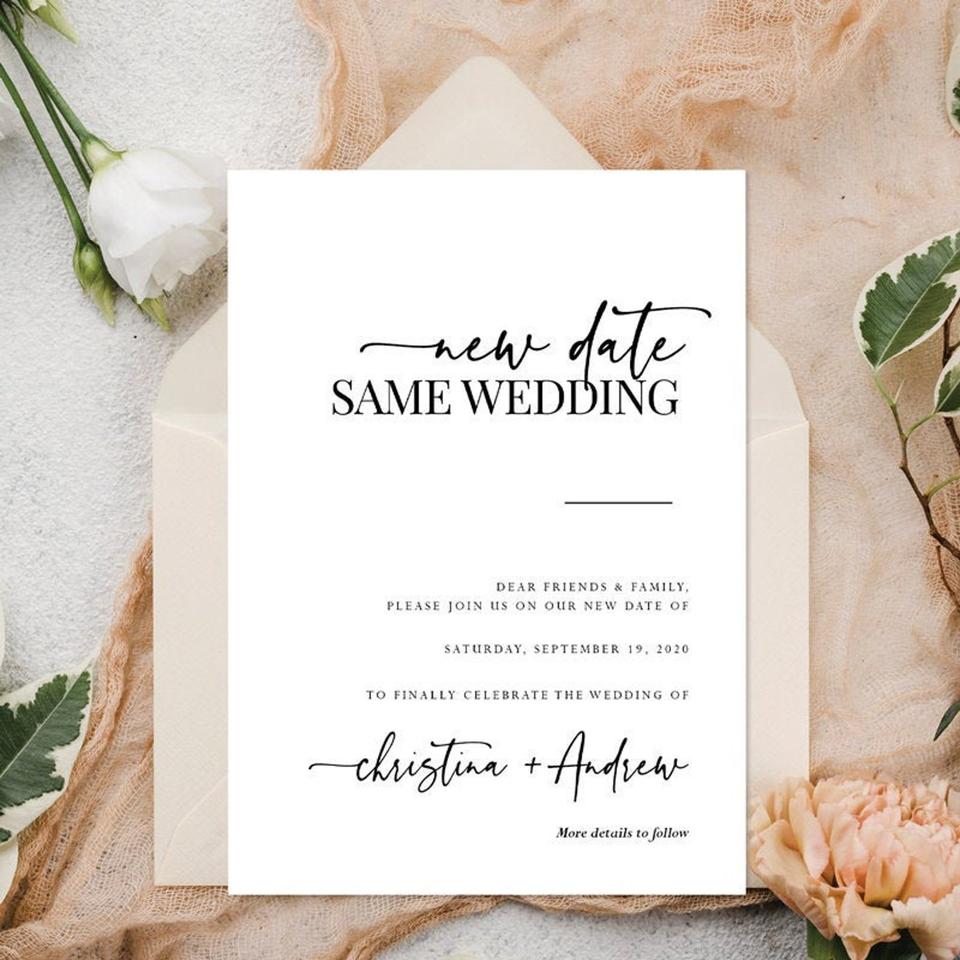 new date
SAME WEDDING
DEAR FRIENDS & FAMILY,
PLEASE JOIN US ON OUR NEW DATE OF
SATURDAY, SEPTEMBER 19, 2020
TO FINALLY CELEBRATE THE WEDDING OF
christina + Andrew
More details to follow